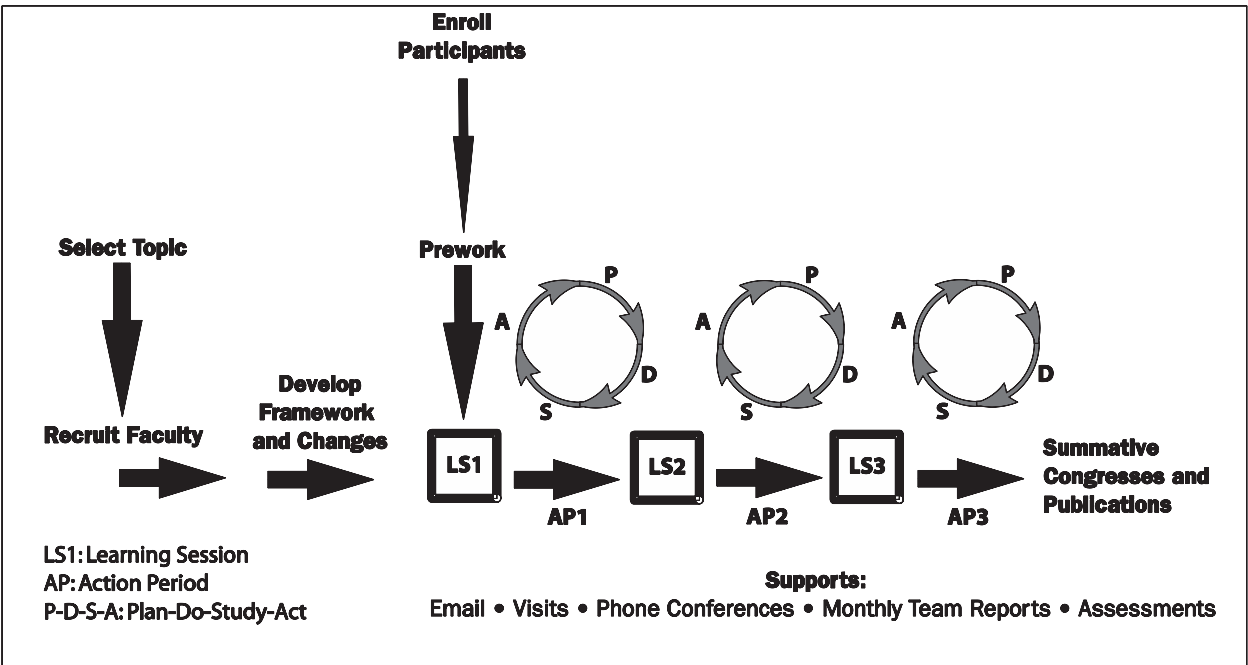 Enroll
Participants
Select Topic
Prework
P
A
D
S
P
A
D
S
P
A
D
S
Develop
Framework
and Changes
Recruit Faculty
LS1
LS2
LS3
AP1
AP2
AP3
Summative
Congresses and
Publications
LS1: Learning Session
AP: Action Period
P-D-S-A: Plan-Do-Study-Act
Supports:
Email • Visits • Phone Conferences • Monthly Team Reports • Assessments